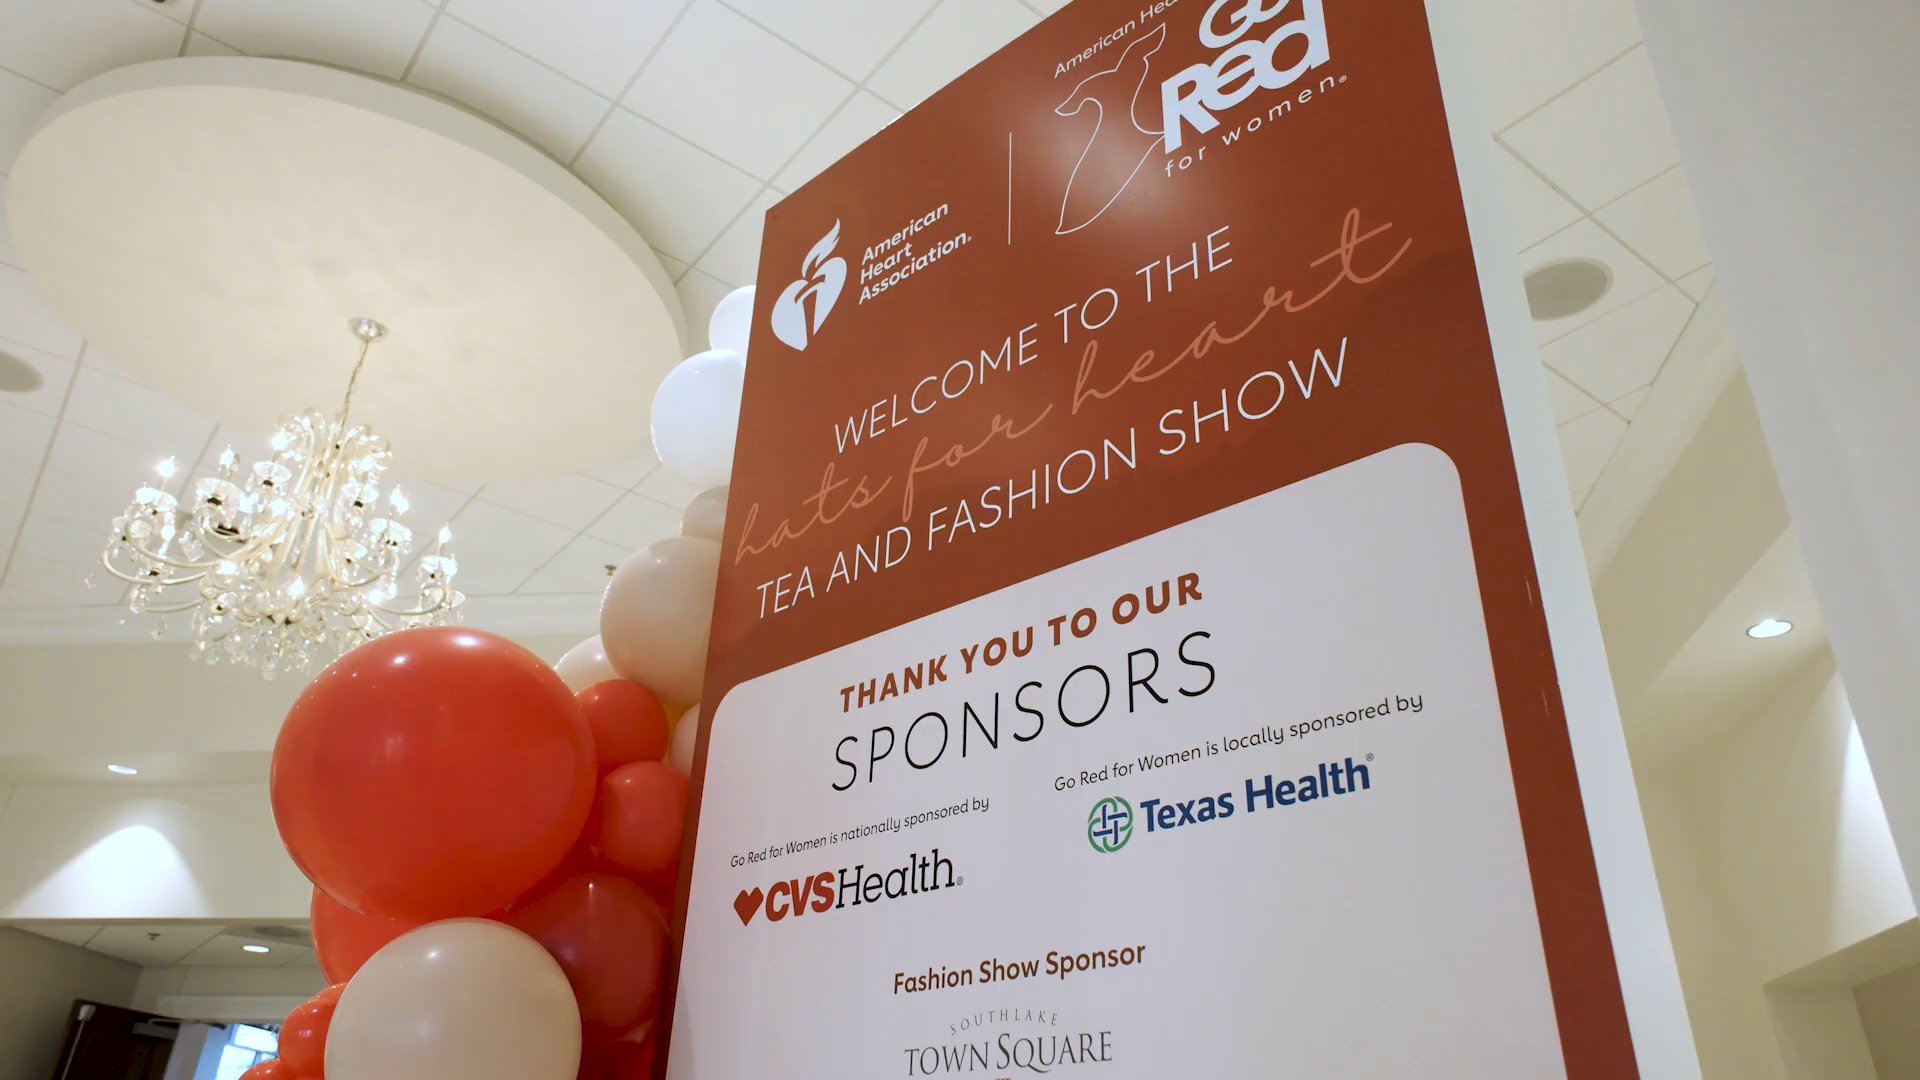 American
Heart
Association®
American
Go
Red
for women®
WELCOME TO THE
hats for heart
TEA AND FASHION SHOW
THANK YOU TO OUR
SPONSORS
Go Red for Women is nationally sponsored by
CVSHealth®
Go Red for Women is locally sponsored by
Texas Health®
Fashion Show Sponsor
SOUTHLAKE
TOWN SQUARE